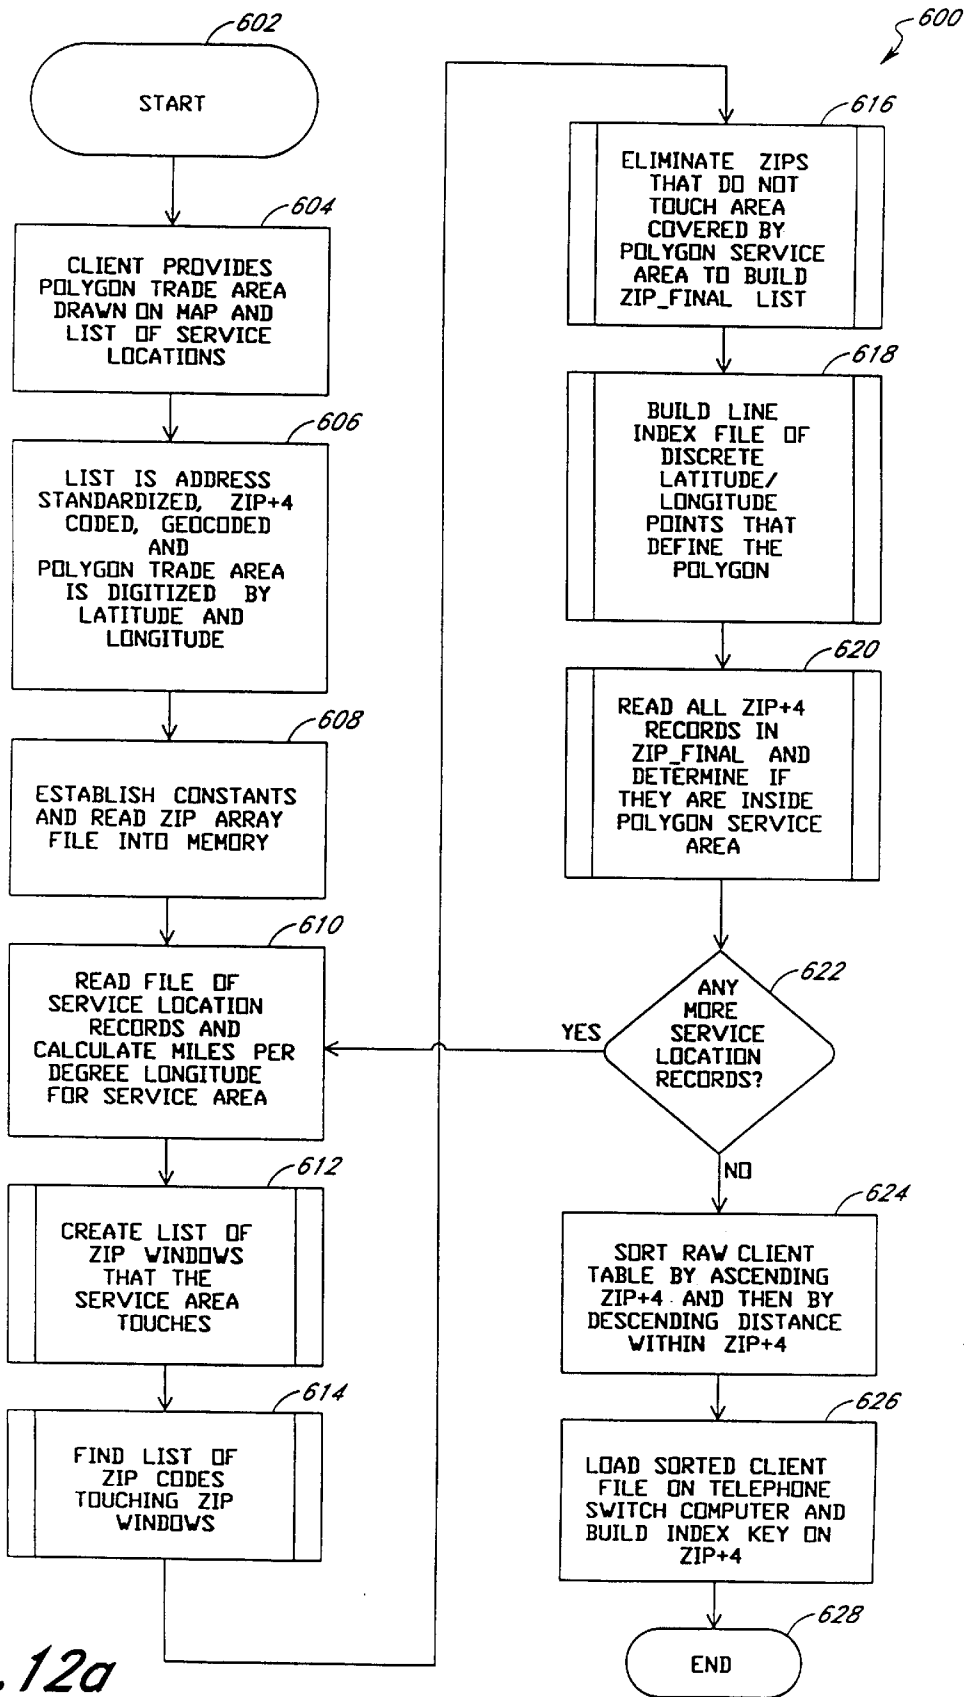 602
START
604
CLIENT PROVIDES
POLYGON TRADE AREA
DRAWN ON MAP AND
LIST OF SERVICE
LOCATIONS
606
LIST IS ADDRESS
STANDARDIZED, ZIP+4
CODED, GEOCODED
AND
POLYGON TRADE AREA
IS DIGITIZED BY
LATITUDE AND
LONGITUDE
608
ESTABLISH CONSTANTS
AND READ ZIP ARRAY
FILE INTO MEMORY
610
READ FILE OF
SERVICE LOCATION
RECORDS AND
CALCULATE MILES PER
DEGREE LONGITUDE
FOR SERVICE AREA
612
CREATE LIST OF
ZIP WINDOWS
THAT THE
SERVICE AREA
TOUCHES
614
FIND LIST OF
ZIP CODES
TOUCHING ZIP
WINDOWS
600
616
ELIMINATE ZIPS
THAT DO NOT
TOUCH AREA
COVERED BY
POLYGON SERVICE
AREA TO BUILD
ZIP_FINAL LIST
618
BUILD LINE
INDEX FILE OF
DISCRETE
LATITUDE/
LONGITUDE
POINTS THAT
DEFINE THE
POLYGON
620
READ ALL ZIP+4
RECORDS IN
ZIP_FINAL AND
DETERMINE IF
THEY ARE INSIDE
POLYGON SERVICE
AREA
622
ANY
MORE
SERVICE
LOCATION
RECORDS?
YES
NO
624
SORT RAW CLIENT
TABLE BY ASCENDING
ZIP+4 AND THEN BY
DESCENDING DISTANCE
WITHIN ZIP+4
626
LOAD SORTED CLIENT
FILE ON TELEPHONE
SWITCH COMPUTER AND
BUILD INDEX KEY ON
ZIP+4
628
END
. 12a